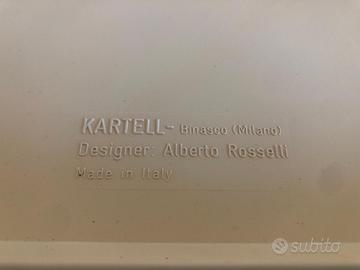 KARTELL- Binasco (Milano)
Designer: Alberto Rosselli
Made in Italy
subito